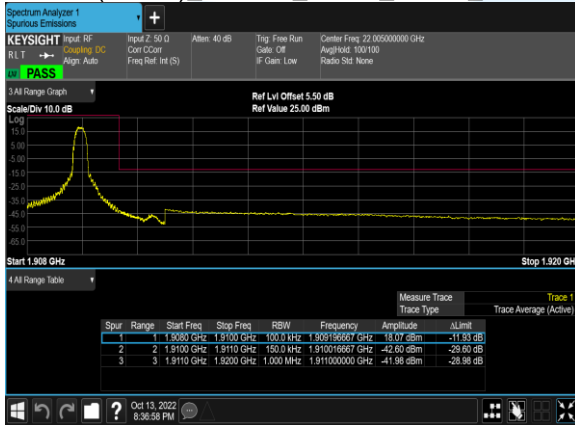 Spectrum Analyzer 1
Spurious Emissions
+
KEYSIGHT Input: RF Input Z: 50 Ω Atten: 40 dB Trig: Free Run Center Freq: 22.005000000 GHz
RLT Coupling: DC Corr CCorr Gate: Off Avg|Hold: 100/100
Align: Auto Freq Ref: Int (S) IF Gain: Low Radio Std: None
PASS
3 All Range Graph
Ref Lvl Offset 5.50 dB
Scale/Div 10.0 dB Ref Value 25.00 dBm
Log
15.0
5.00
-5.00
-15.0
-25.0
-35.0
-45.0
-55.0
-65.0
Start 1.908 GHz Stop 1.920 GH
4 All Range Table
Measure Trace Trace 1
Trace Type Trace Average (Active)
Spur Range Start Freq Stop Freq RBW Frequency Amplitude ΔLimit
1 1 1.9080 GHz 1.9100 GHz 100.0 kHz 1.909196667 GHz 18.07 dBm -11.93 dB
2 2 1.9100 GHz 1.9110 GHz 150.0 kHz 1.910016667 GHz -42.60 dBm -29.60 dB
3 3 1.9110 GHz 1.9200 GHz 1.000 MHz 1.911000000 GHz -41.98 dBm -28.98 dB
? Oct 13, 2022
8:36:58 PM